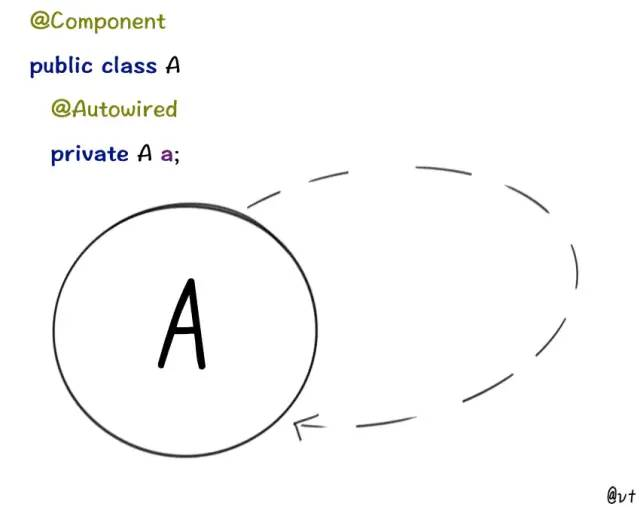 @Component
public class A
@Autowired
private A a;
A
@vt